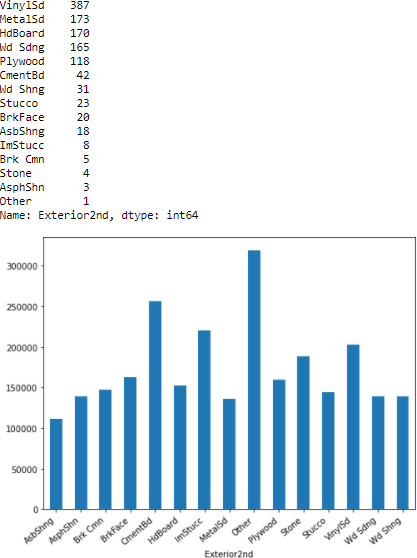 VinylSd 387
MetalSd 173
HdBoard 170
Wd Sdng 165
Plywood 118
CmentBd 42
Wd Shng 31
Stucco 23
BrkFace 20
AsbShng 18
ImStucc 8
Brk Cmn 5
Stone 4
AsphShn 3
Other 1
Name: Exterior2nd, dtype: int64
300000
250000
200000
150000
100000
50000
0
AsbShng
AsphShn
Brk Cmn
BrkFace
CmentBd
HdBoard
ImStucc
MetalSd
Other
Plywood
Stone
Stucco
VinylSd
Wd Sdng
Wd Shng
Exterior2nd